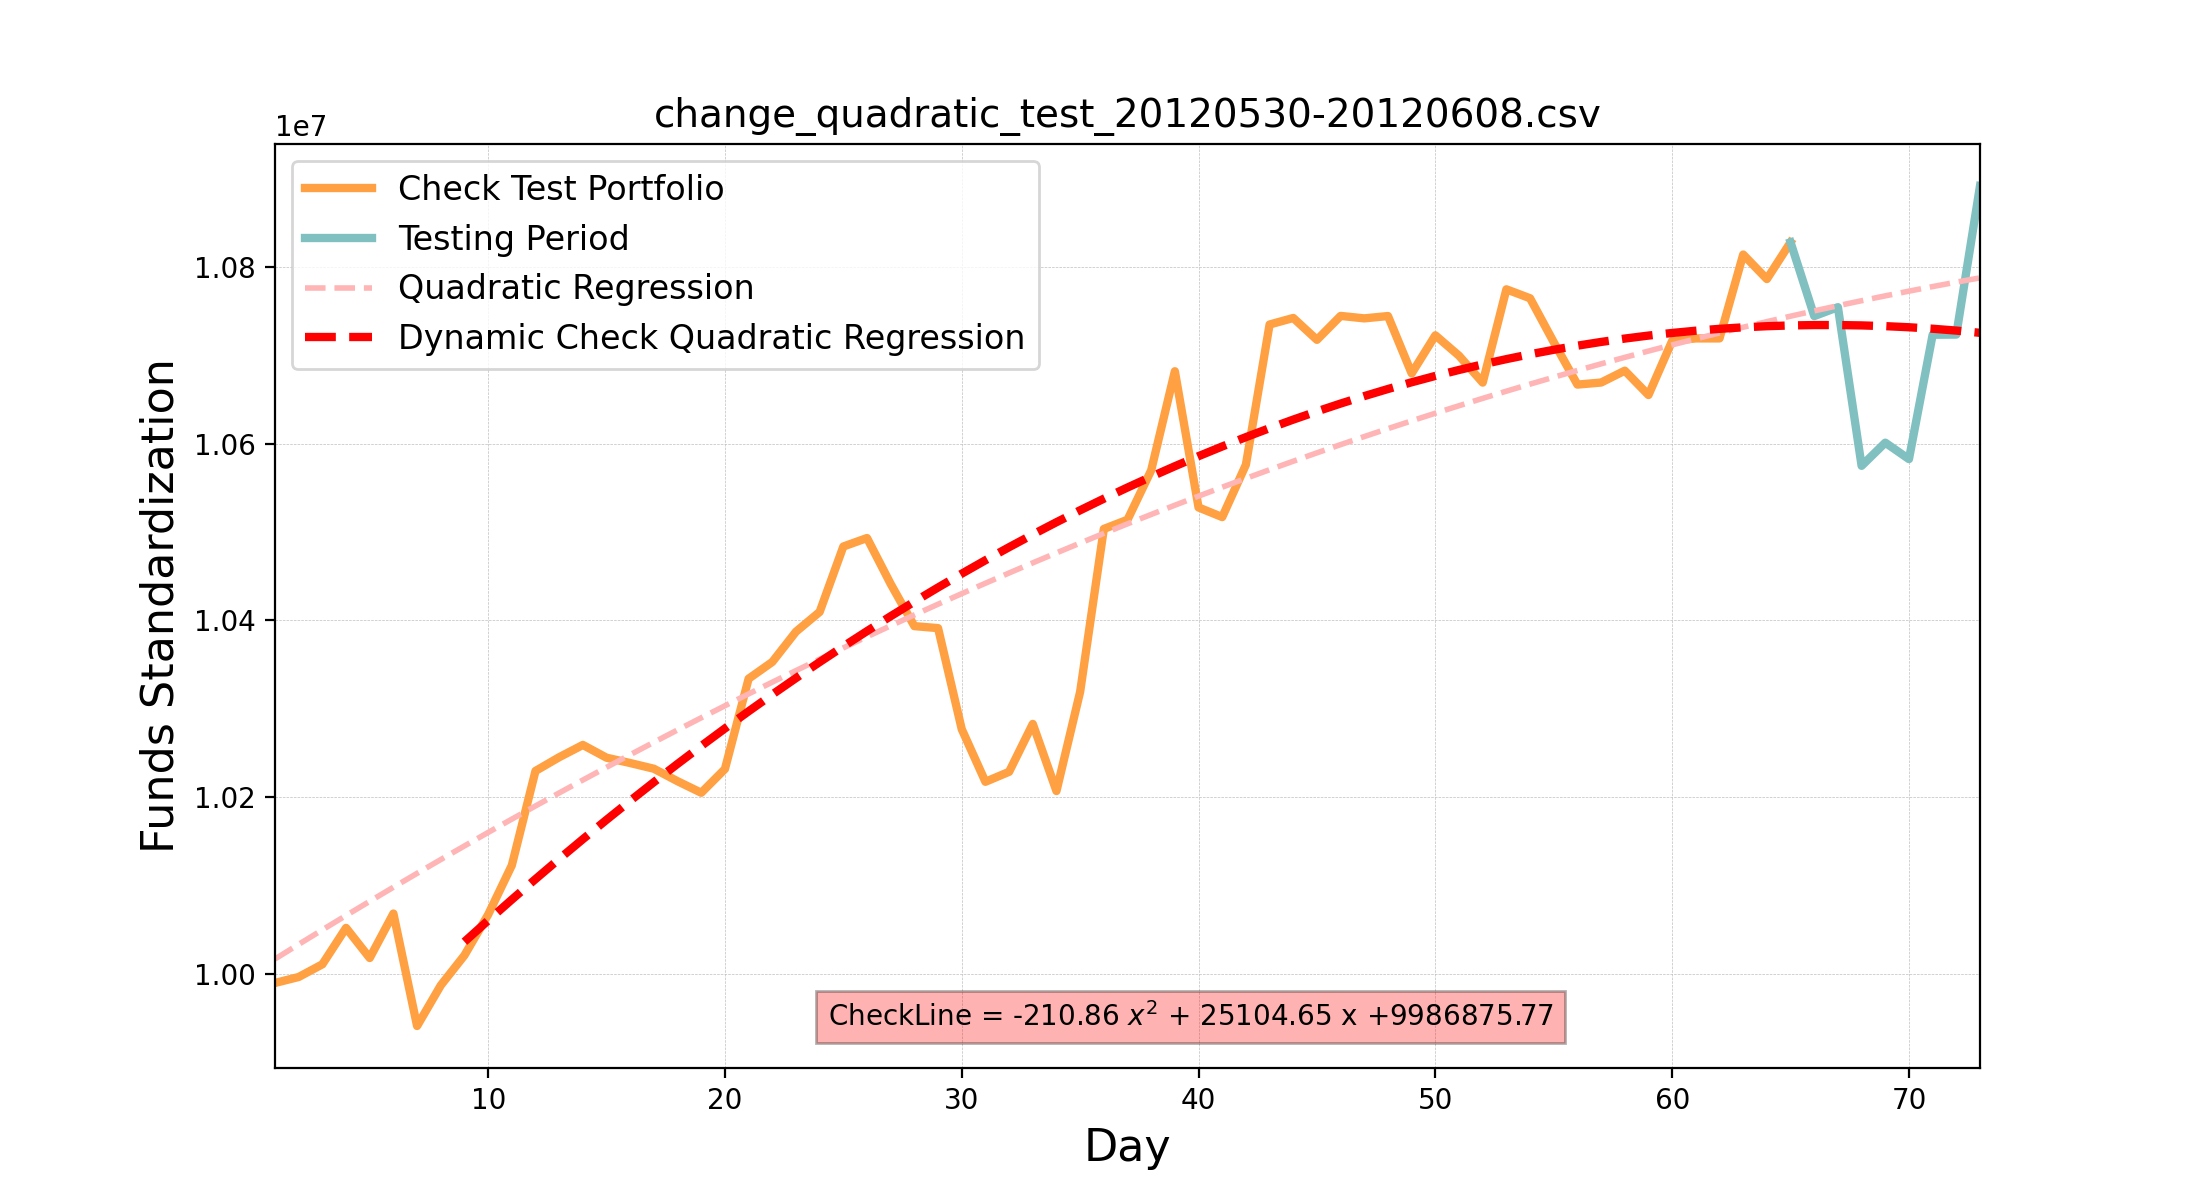 change_quadratic_test_20120530-20120608.csv
1e7
Check Test Portfolio
Testing Period
Quadratic Regression
Dynamic Check Quadratic Regression
1.08
1.06
1.04
1.02
1.00
Funds Standardization
CheckLine = -210.86 x² + 25104.65 x +9986875.77
10 20 30 40 50 60 70
Day